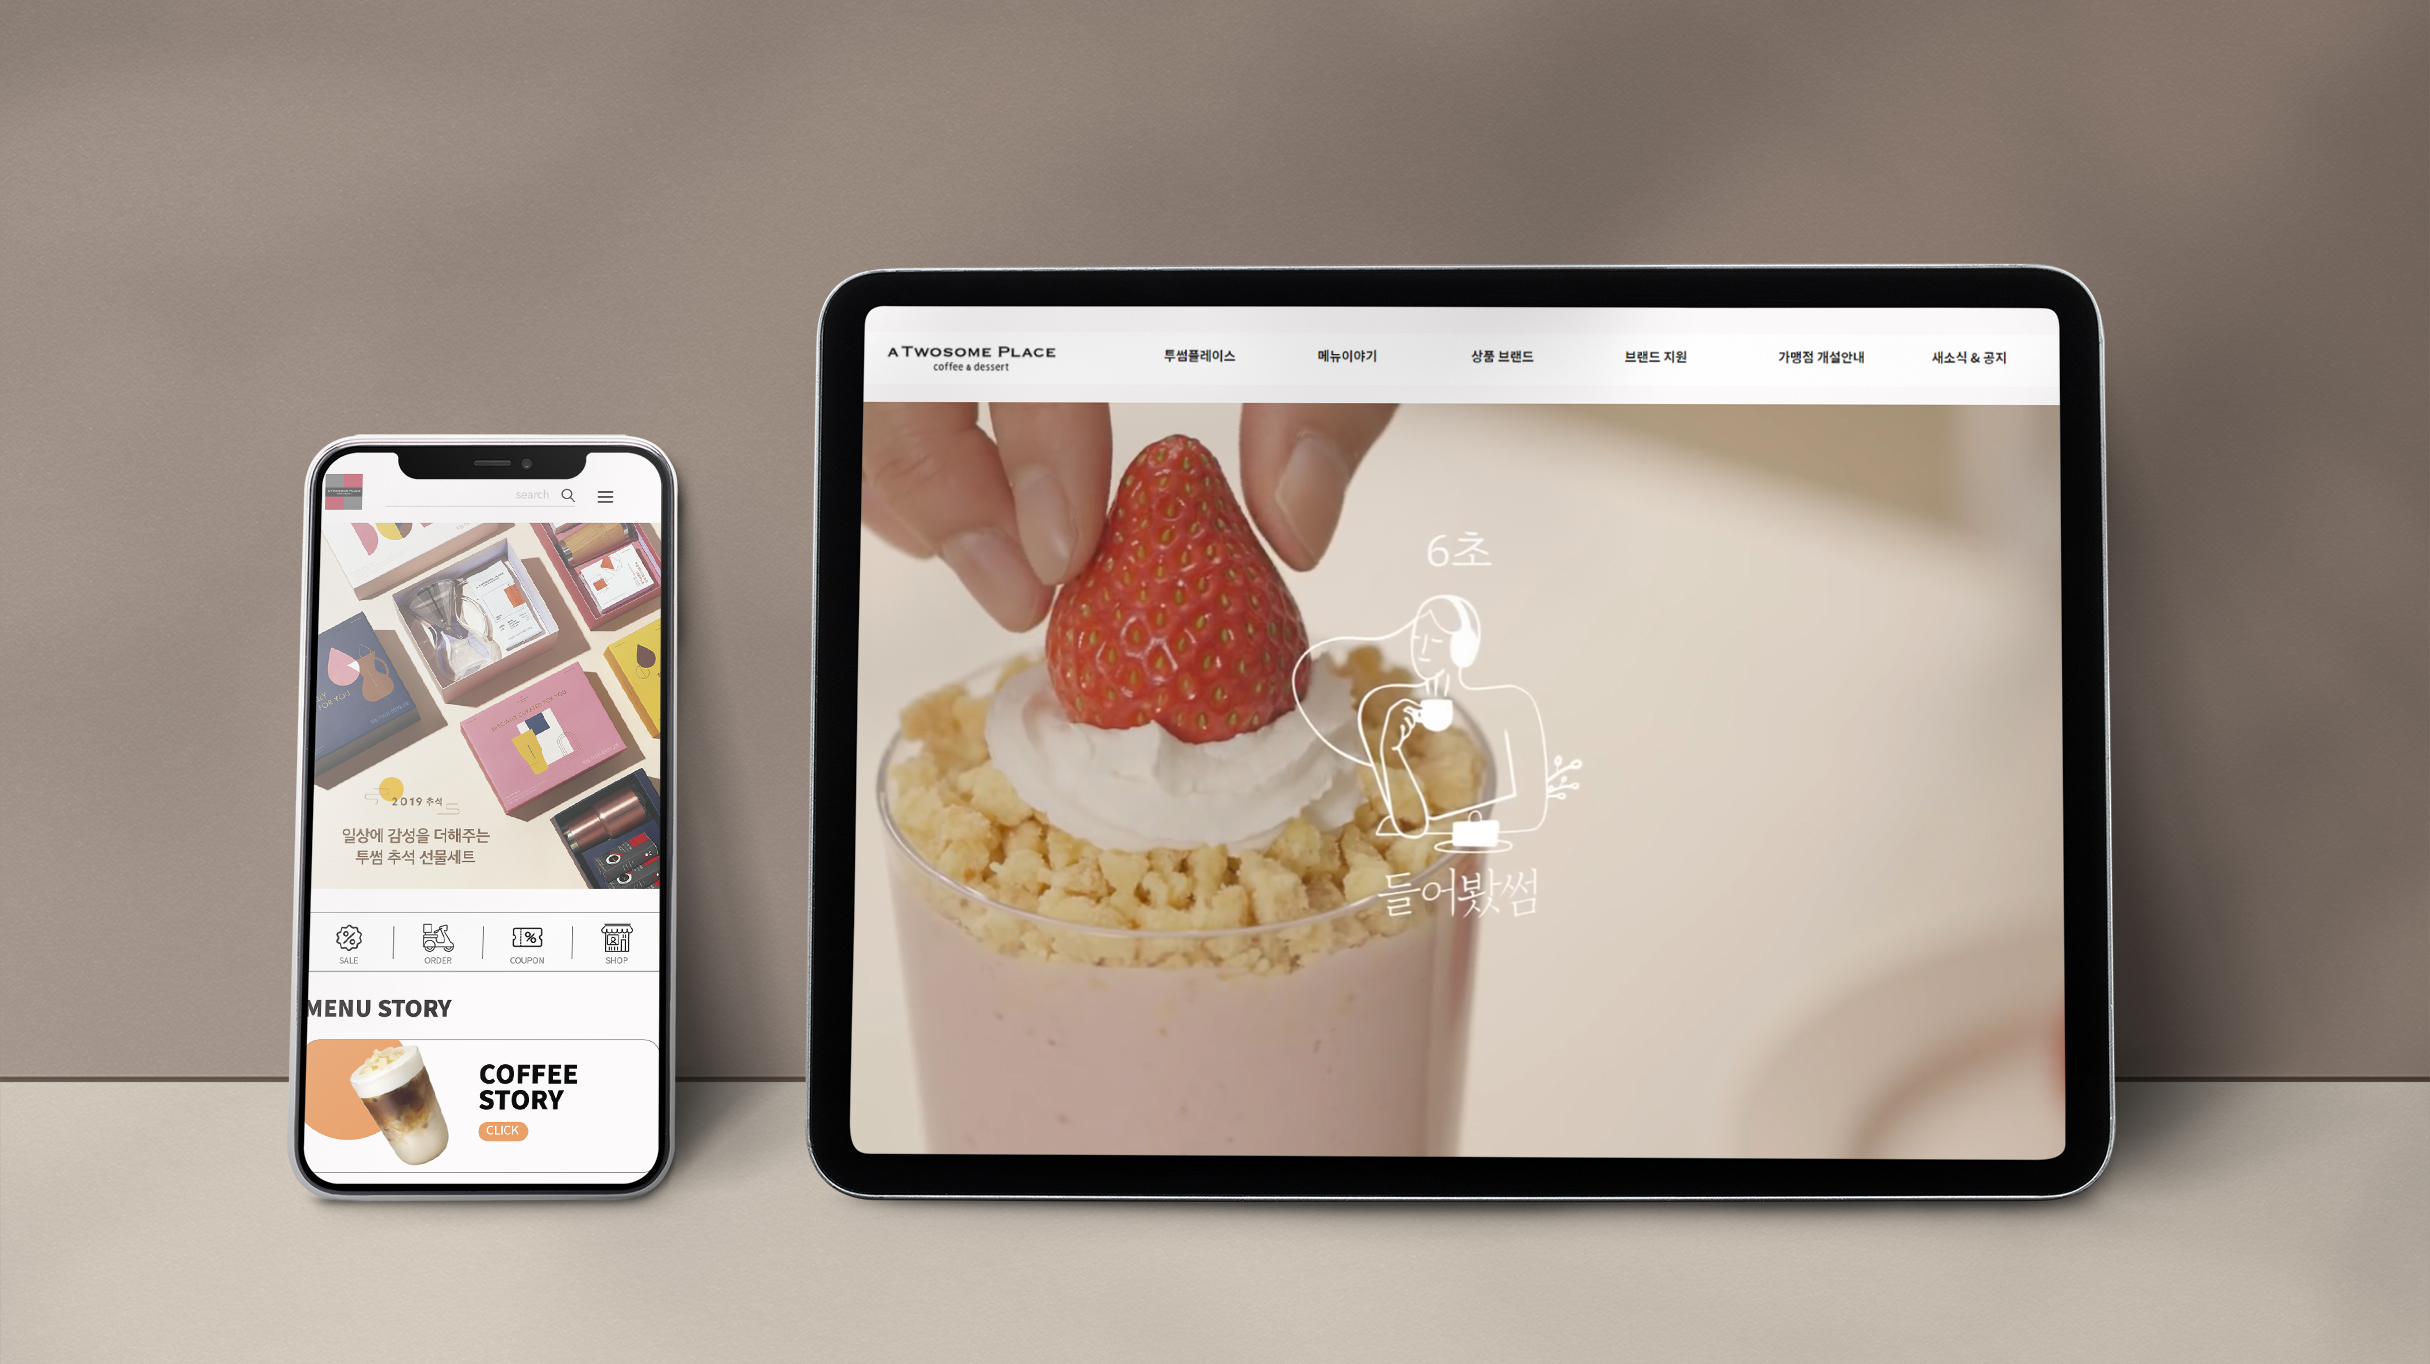 search
2019 추석
일상에 감성을 더해주는
투썸 추석 선물세트
SALE
ORDER
COUPON
SHOP
MENU STORY
COFFEE
STORY
CLICK
A TWOSOME PLACE
coffee & dessert
투썸플레이스
메뉴이야기
상품 브랜드
브랜드 지원
가맹점 개설안내
새소식 & 공지
6초
들어봤썸